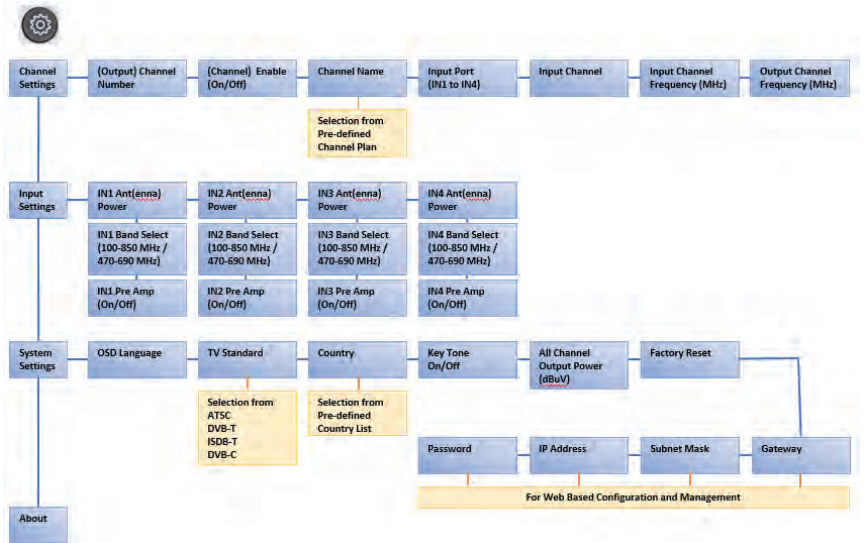 Channel
Settings
(Output) Channel
Number
(Channel) Enable
(On/Off)
Channel Name
Input Port
(IN1 to IN4)
Input Channel
Input Channel
Frequency (MHz)
Output Channel
Frequency (MHz)
Selection from
Pre-defined
Channel Plan
Input
Settings
IN1 Ant(enna)
Power
IN2 Ant(enna)
Power
IN3 Ant(enna)
Power
IN4 Ant(enna)
Power
IN1 Band Select
(100-850 MHz /
470-690 MHz)
IN2 Band Select
(100-850 MHz /
470-690 MHz)
IN3 Band Select
(100-850 MHz /
470-690 MHz)
IN4 Band Select
(100-850 MHz /
470-690 MHz)
IN1 Pre Amp
(On/Off)
IN2 Pre Amp
(On/Off)
IN3 Pre Amp
(On/Off)
IN4 Pre Amp
(On/Off)
System
Settings
OSD Language
TV Standard
Country
Key Tone
On/Off
All Channel
Output Power
(dBuV)
Factory Reset
Selection from
ATSC
DVB-T
ISDB-T
DVB-C
Selection from
Pre-defined
Country List
Password
IP Address
Subnet Mask
Gateway
For Web Based Configuration and Management
About